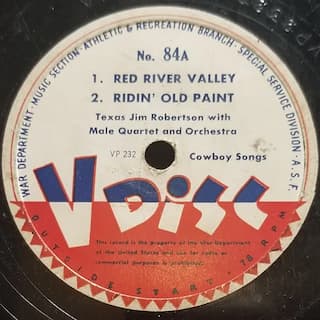 WAR DEPARTMENT · MUSIC SECTION · ATHLETIC & RECREATION BRANCH · SPECIAL SERVICE DIVISION · A.S.F.
No. 84A
1. RED RIVER VALLEY
2. RIDIN' OLD PAINT
Texas Jim Robertson with
Male Quartet and Orchestra
VP 232
Cowboy Songs
V DISC
This record is the property of the War Department
of the United States and use for radio or
commercial purposes is prohibited.
OUTSIDE START · 78 RPM